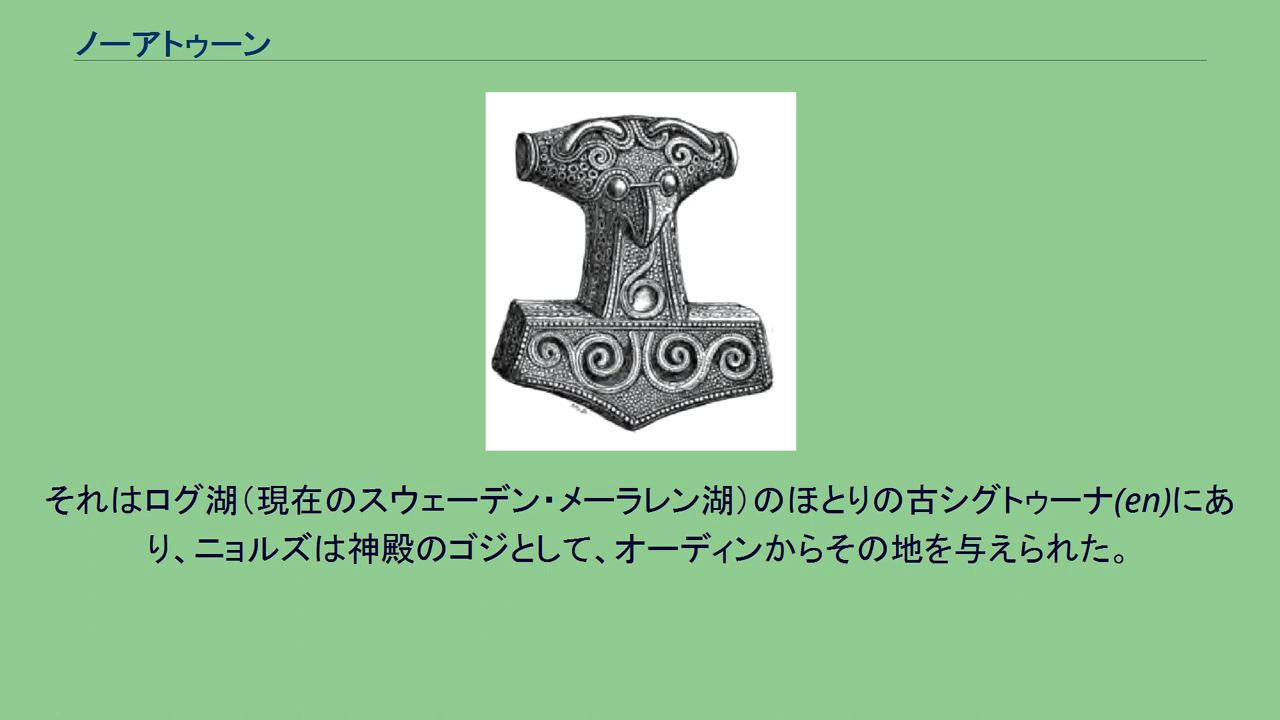 ノーアトゥーン
それはログ湖（現在のスウェーデン・メーラレン湖）のほとりの古シグトゥーナ(en)にあ
り、ニョルズは神殿のゴジとして、オーディンからその地を与えられた。